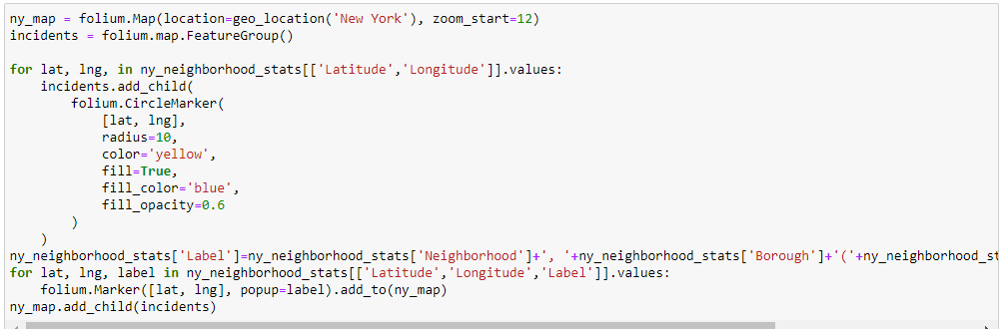 ny_map = folium.Map(location=geo_location('New York'), zoom_start=12)
incidents = folium.map.FeatureGroup()

for lat, lng, in ny_neighborhood_stats[['Latitude','Longitude']].values:
    incidents.add_child(
        folium.CircleMarker(
            [lat, lng],
            radius=10,
            color='yellow',
            fill=True,
            fill_color='blue',
            fill_opacity=0.6
        )
    )
ny_neighborhood_stats['Label']=ny_neighborhood_stats['Neighborhood']+', '+ny_neighborhood_stats['Borough']+'('+ny_neighborhood_st
for lat, lng, label in ny_neighborhood_stats[['Latitude','Longitude','Label']].values:
    folium.Marker([lat, lng], popup=label).add_to(ny_map)
ny_map.add_child(incidents)